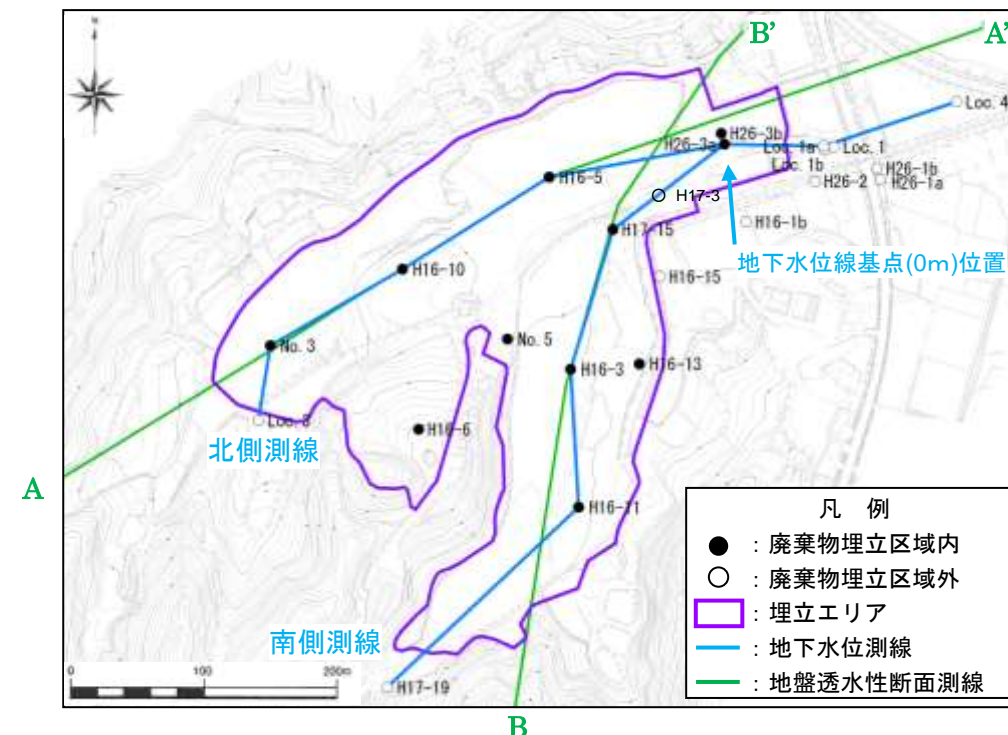 B'
A'
Loc. 4
H26-3b
H26-3a
Loc. 1a
Loc. 1
Loc. 1b
H26-1b
H26-2
H26-1a
H16-5
H17-3
H16-1b
H17-15
地下水位線基点(0m)位置
H16-10
H16-15
No. 3
No. 5
H16-3
H16-13
北側測線
H16-6
A
H16-11
凡 例
● : 廃棄物埋立区域内
○ : 廃棄物埋立区域外
: 埋立エリア
南側測線
: 地下水位測線
0 100 200m
H17-19
: 地盤透水性断面測線
B